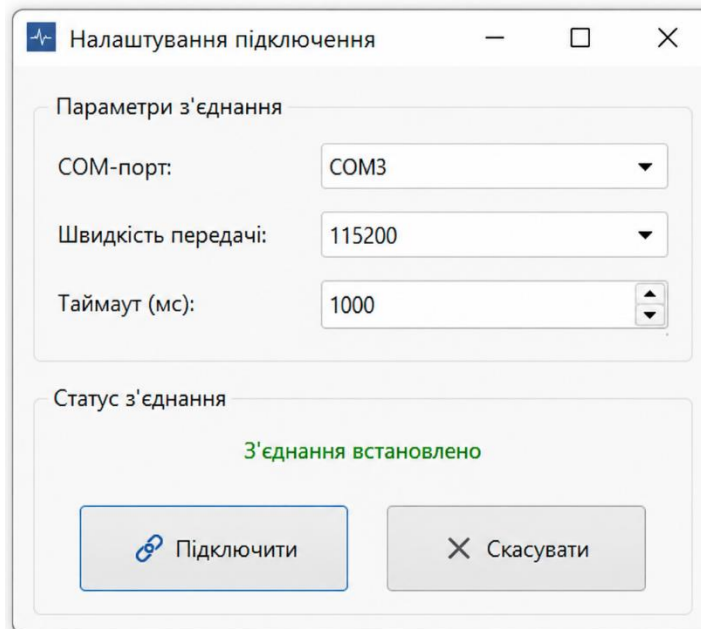 Налаштування підключення
Параметри з'єднання
COM-порт: COM3
Швидкість передачі: 115200
Таймаут (мс): 1000
Статус з'єднання
З'єднання встановлено
Підключити Скасувати